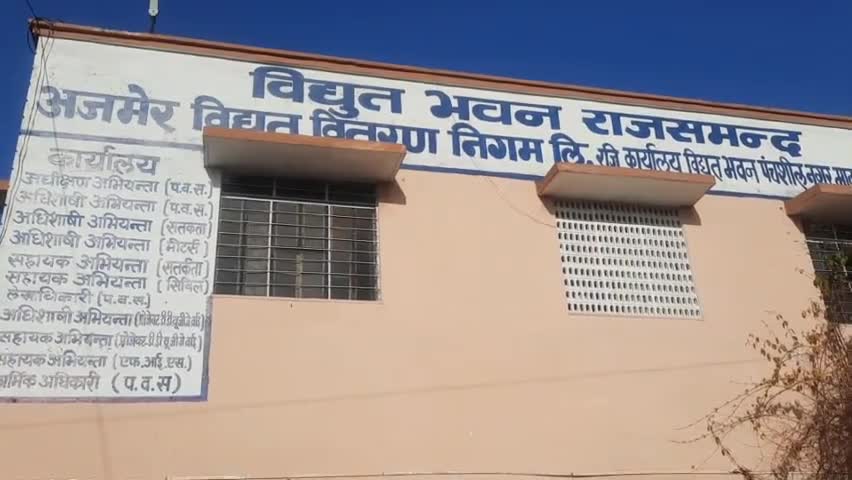 विद्युत भवन राजसमन्द
अजमेर विद्युत वितरण निगम लि. रजि कार्यालय विद्युत भवन पंचशील नगर
कार्यालय
अधीक्षण अभियन्ता (प.व.स.)
अधिशाषी अभियन्ता (प.व.स.)
अधिशाषी अभियन्ता (सतर्कता)
अधिशाषी अभियन्ता (मीटर्स)
सहायक अभियन्ता (सतर्कता)
सहायक अभियन्ता (सिविल)
लेखाधिकारी (प.व.स.)
अधिशाषी अभियन्ता
सहायक अभियन्ता
सहायक अभियन्ता (एफ.आई.एस.)
कार्मिक अधिकारी (प.व.स)